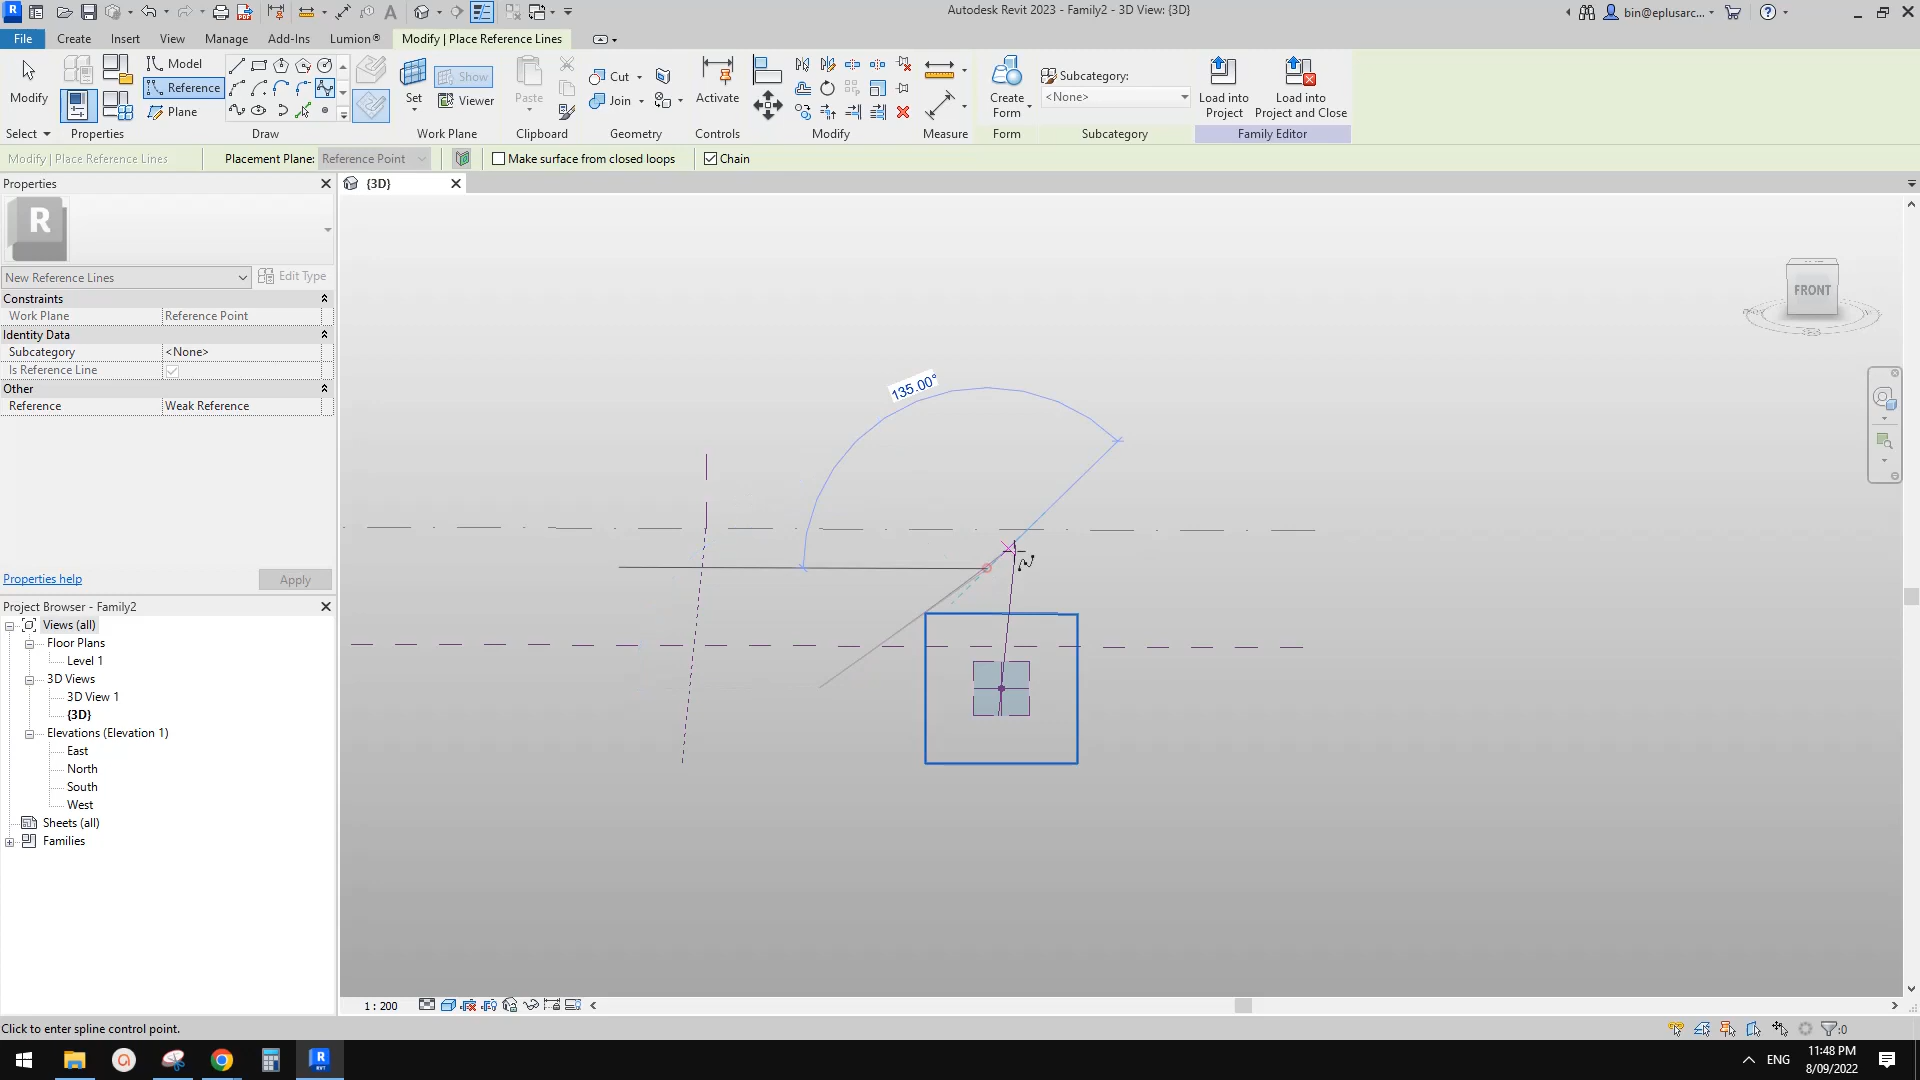 Autodesk Revit 2023 - Family2 - 3D View: {3D}
bin@eplusarc...
File
Create
Insert
View
Manage
Add-Ins
Lumion®
Modify | Place Reference Lines
Modify
Model
Reference
Plane
Set
Show
Viewer
Paste
Cut
Join
Activate
Create
Form
Subcategory:
<None>
Load into
Project
Load into
Project and Close
Select
Properties
Draw
Work Plane
Clipboard
Geometry
Controls
Modify
Measure
Form
Subcategory
Family Editor
Modify | Place Reference Lines
Placement Plane:
Reference Point
Make surface from closed loops
Chain
Properties
{3D}
R
New Reference Lines
Edit Type
Constraints
Work Plane
Reference Point
Identity Data
Subcategory
<None>
Is Reference Line
Other
Reference
Weak Reference
Properties help
Apply
Project Browser - Family2
Views (all)
Floor Plans
Level 1
3D Views
3D View 1
{3D}
Elevations (Elevation 1)
East
North
South
West
Sheets (all)
Families
135.00°
FRONT
1 : 200
Click to enter spline control point.
:0
ENG
11:48 PM
8/09/2022